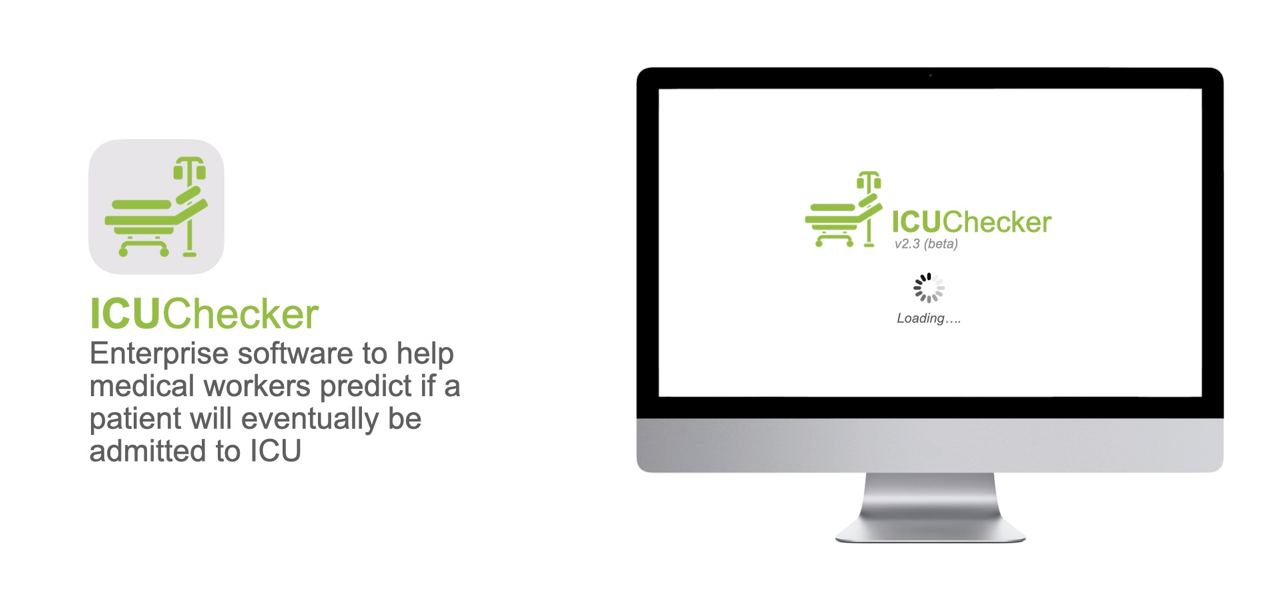 ICUChecker
Enterprise software to help
medical workers predict if a
patient will eventually be
admitted to ICU
ICUChecker
v2.3 (beta)
Loading....